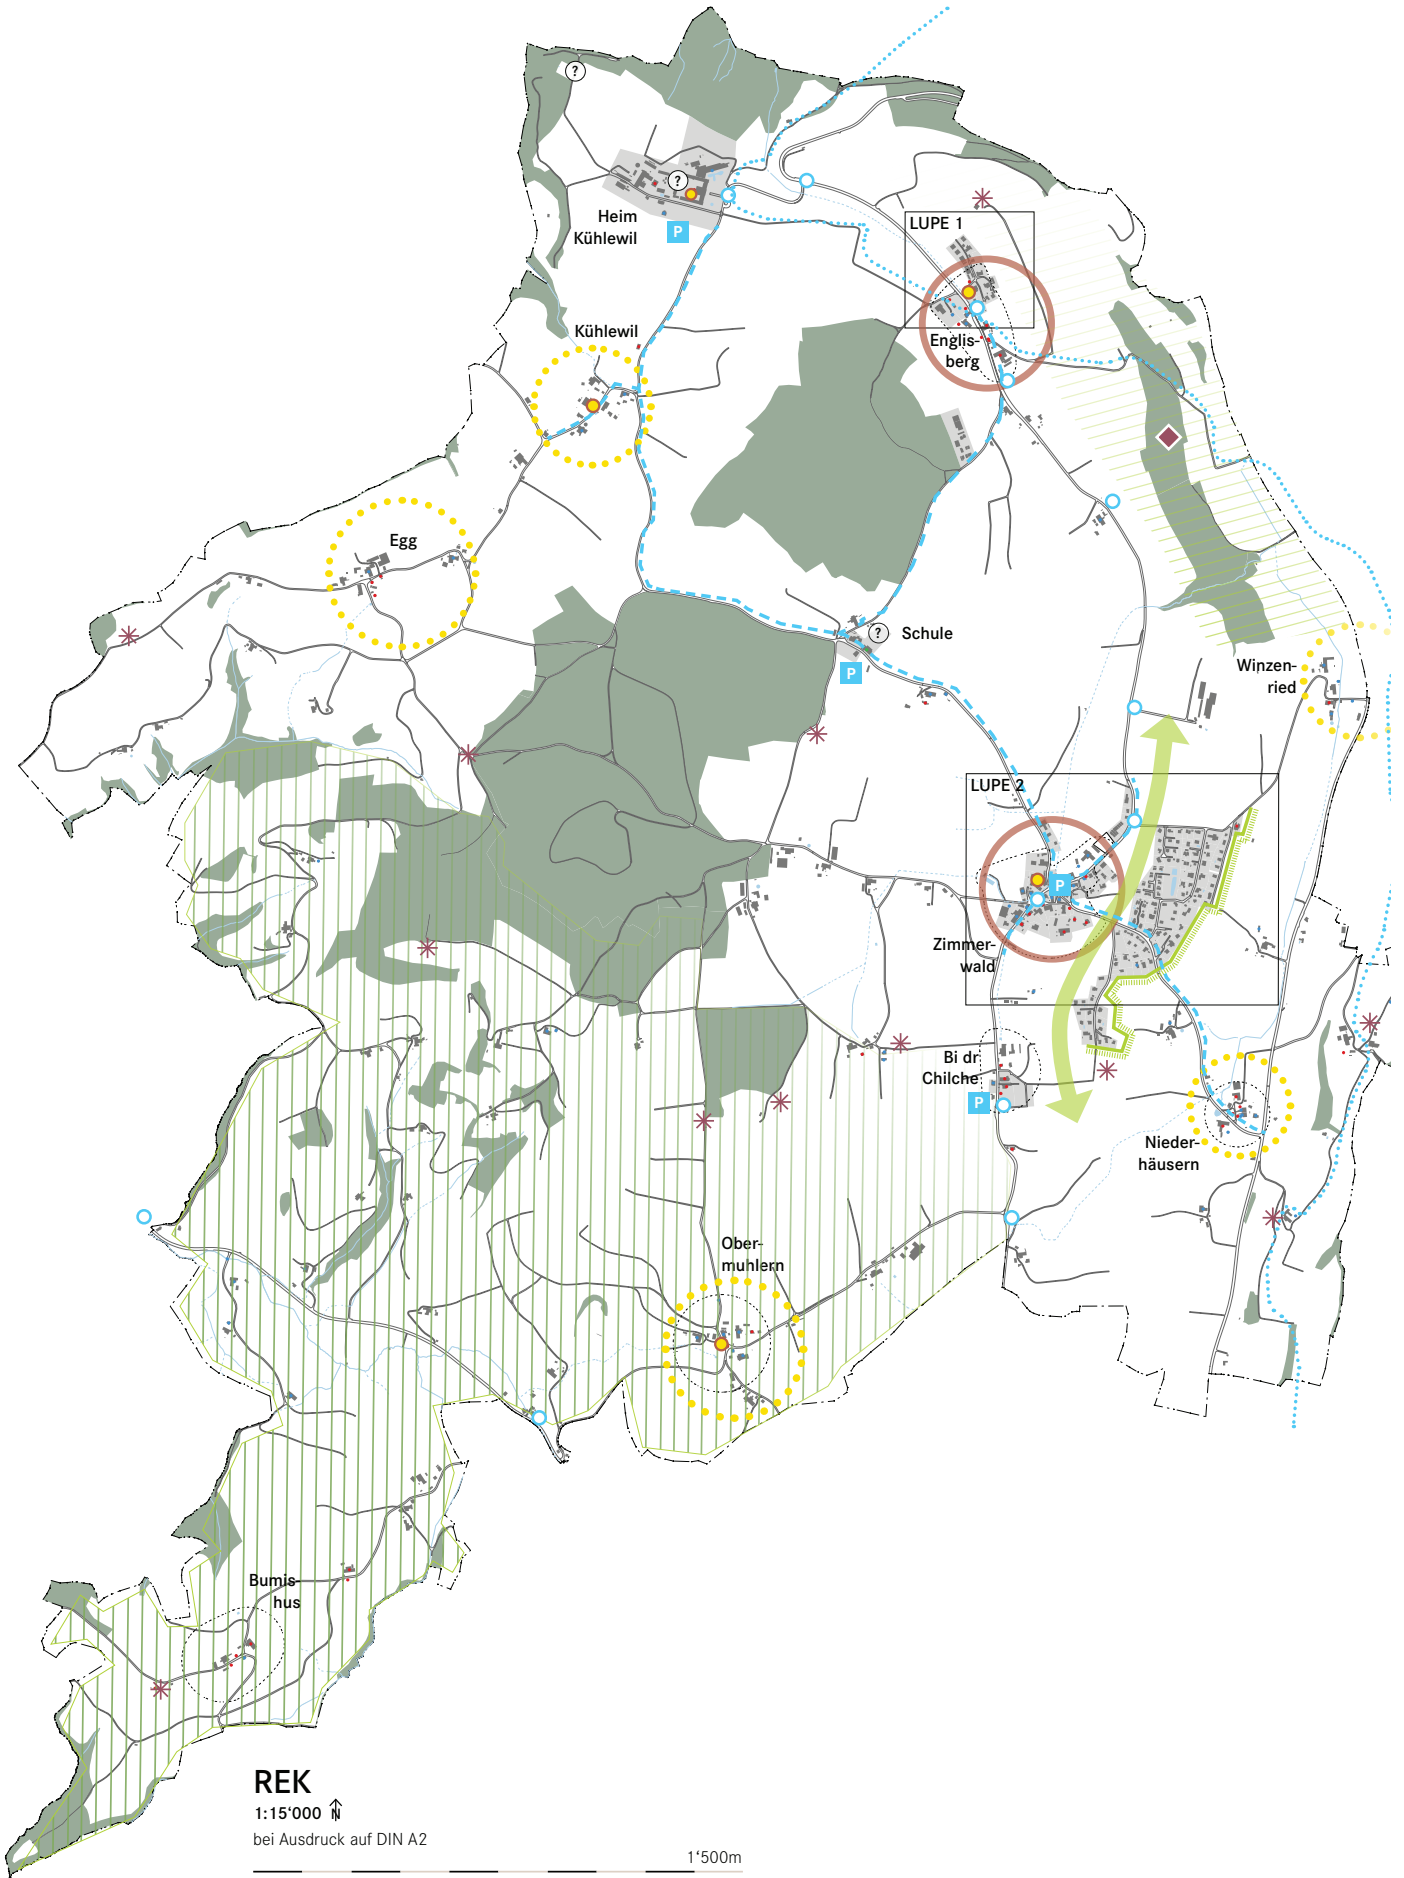 ?
?
Heim
Kühlewil
P
LUPE 1
Englis-
berg
Kühlewil
Egg
?
Schule
P
Winzen-
ried
LUPE 2
P
Zimmer-
wald
Bi dr
Chilche
P
Nieder-
häusern
Ober-
muhlern
Bumis-
hus
REK
1:15‘000 N
bei Ausdruck auf DIN A2
1‘500m